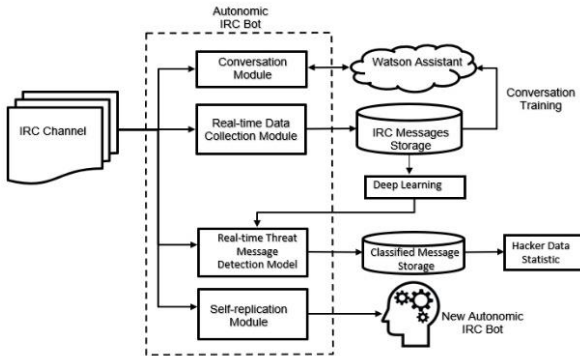 Autonomic
IRC Bot
Conversation
Module
Watson Assistant
IRC Channel
Real-time Data
Collection Module
IRC Messages
Storage
Conversation
Training
Deep Learning
Real-time Threat
Message
Detection Model
Classified Message
Storage
Hacker Data
Statistic
Self-replication
Module
New Autonomic
IRC Bot